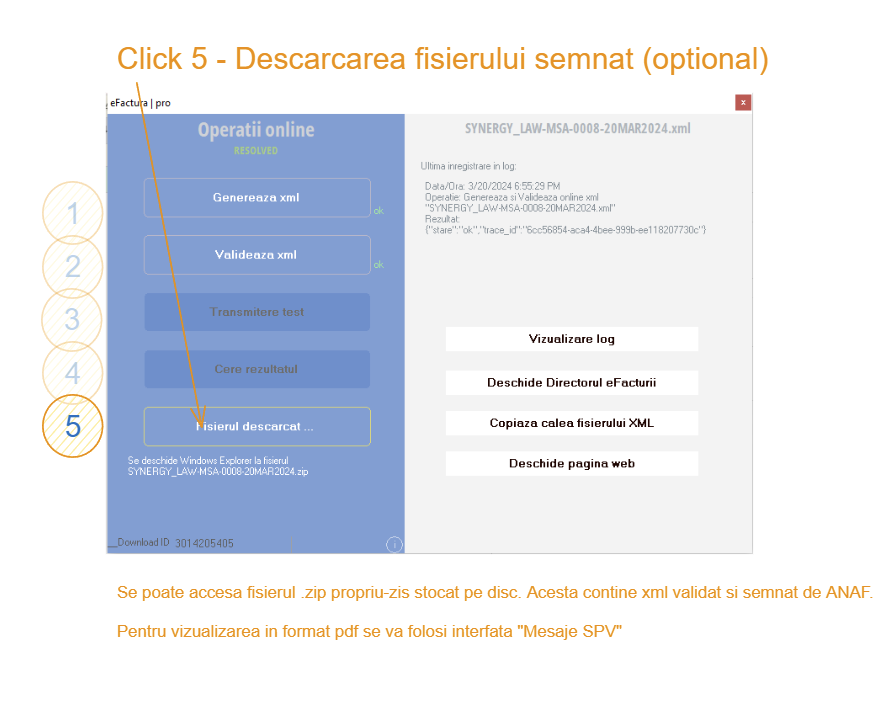 Click 5 - Descarcarea fisierului semnat (optional)
eFactura | pro
x
Operatii online
RESOLVED
1
Genereaza xml
ok
2
Valideaza xml
ok
3
Transmitere test
4
Cere rezultatul
5
Fisierul descarcat ...
Se deschide Windows Explorer la fisierul
SYNERGY_LAW-MSA-0008-20MAR2024.zip
__Download ID 3014205405
i
SYNERGY_LAW-MSA-0008-20MAR2024.xml
Ultima inregistrare in log:
Data/Ora: 3/20/2024 6:55:29 PM
Operatie: Genereaza si Valideaza online xml
"SYNERGY_LAW-MSA-0008-20MAR2024.xml"
Rezultat:
{"stare":"ok","trace_id":"6cc56854-aca4-4bee-999b-ee118207730c"}
Vizualizare log
Deschide Directorul eFacturii
Copiaza calea fisierului XML
Deschide pagina web
Se poate accesa fisierul .zip propriu-zis stocat pe disc. Acesta contine xml validat si semnat de ANAF.
Pentru vizualizarea in format pdf se va folosi interfata "Mesaje SPV"